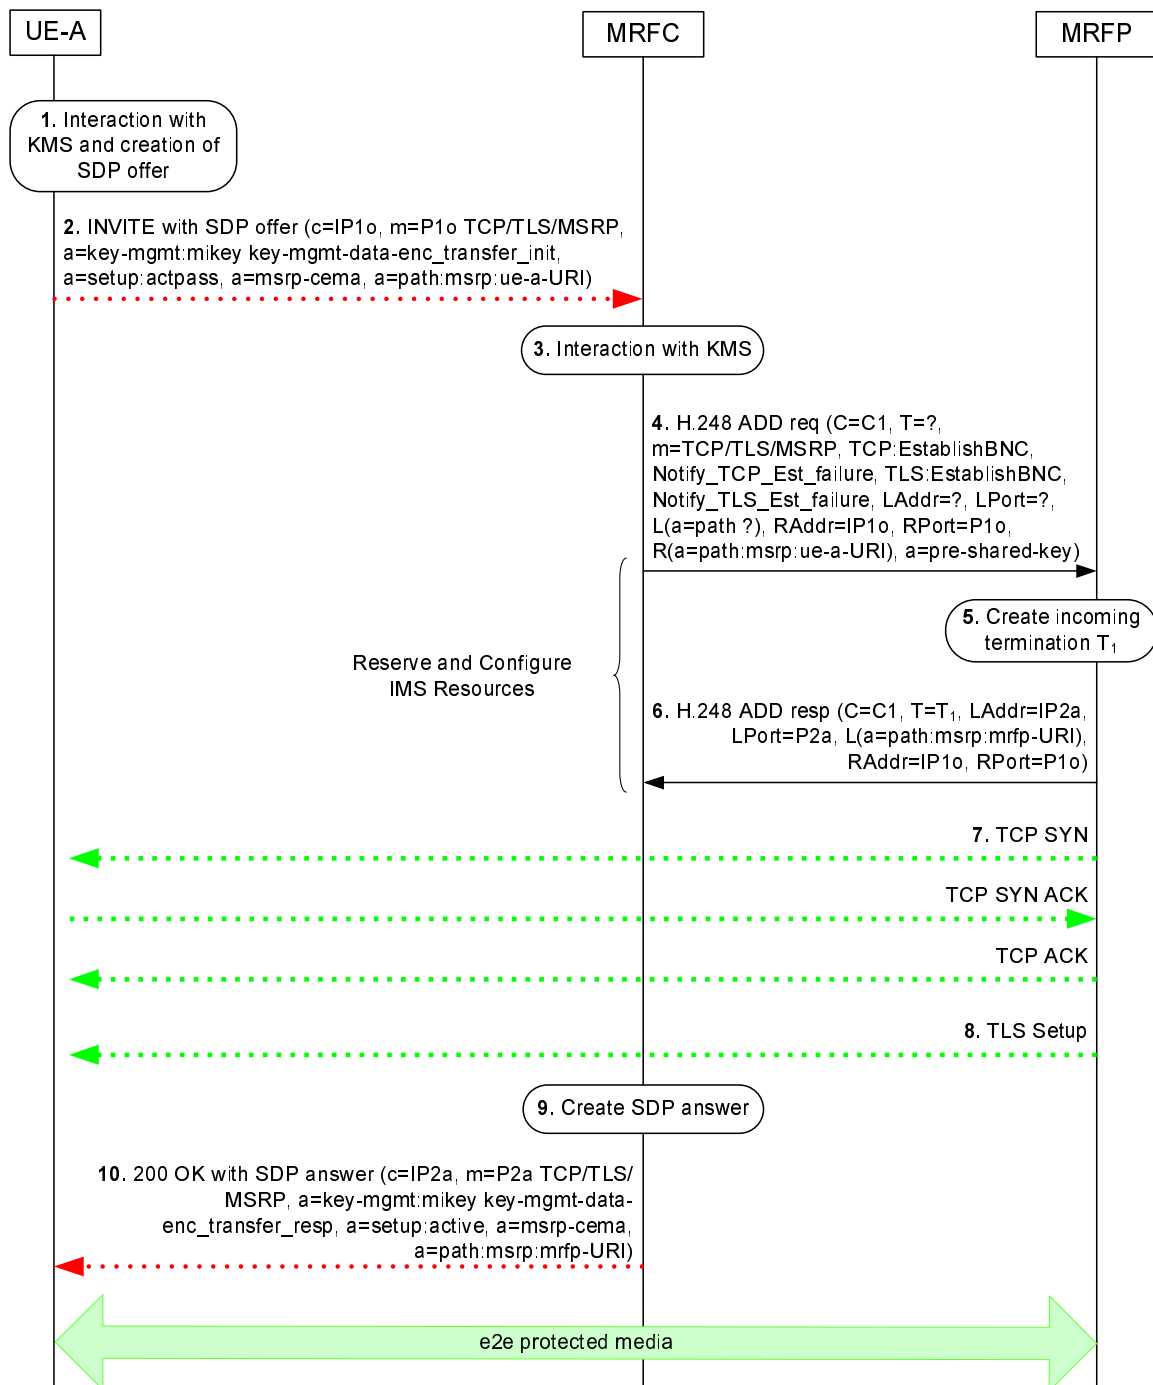 UE-A
MRFC
MRFP
1. Interaction with
KMS and creation of
SDP offer
2. INVITE with SDP offer (c=IP1o, m=P1o TCP/TLS/MSRP,
a=key-mgmt:mikey key-mgmt-data-enc_transfer_init,
a=setup:actpass, a=msrp-cema, a=path:msrp:ue-a-URI)
3. Interaction with KMS
4. H.248 ADD req (C=C1, T=?,
m=TCP/TLS/MSRP, TCP:EstablishBNC,
Notify_TCP_Est_failure, TLS:EstablishBNC,
Notify_TLS_Est_failure, LAddr=?, LPort=?,
L(a=path ?), RAddr=IP1o, RPort=P1o,
R(a=path:msrp:ue-a-URI), a=pre-shared-key)
5. Create incoming
termination T1
Reserve and Configure
IMS Resources
6. H.248 ADD resp (C=C1, T=T1, LAddr=IP2a,
LPort=P2a, L(a=path:msrp:mrfp-URI),
RAddr=IP1o, RPort=P1o)
7. TCP SYN
TCP SYN ACK
TCP ACK
8. TLS Setup
9. Create SDP answer
10. 200 OK with SDP answer (c=IP2a, m=P2a TCP/TLS/
MSRP, a=key-mgmt:mikey key-mgmt-data-
enc_transfer_resp, a=setup:active, a=msrp-cema,
a=path:msrp:mrfp-URI)
e2e protected media